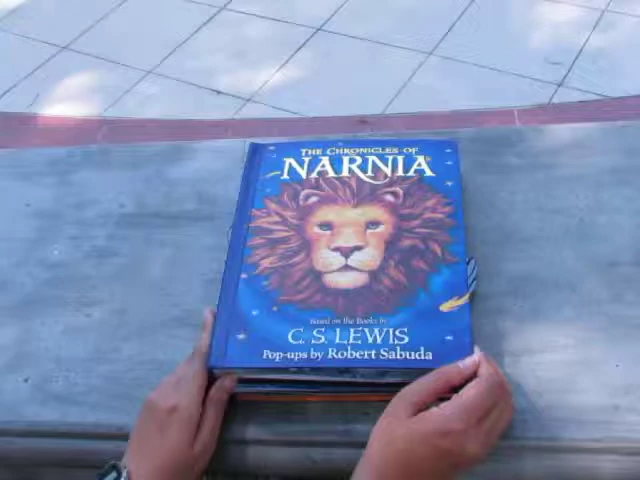 THE CHRONICLES OF
NARNIA
Based on the Books by
C. S. LEWIS
Pop-ups by Robert Sabuda